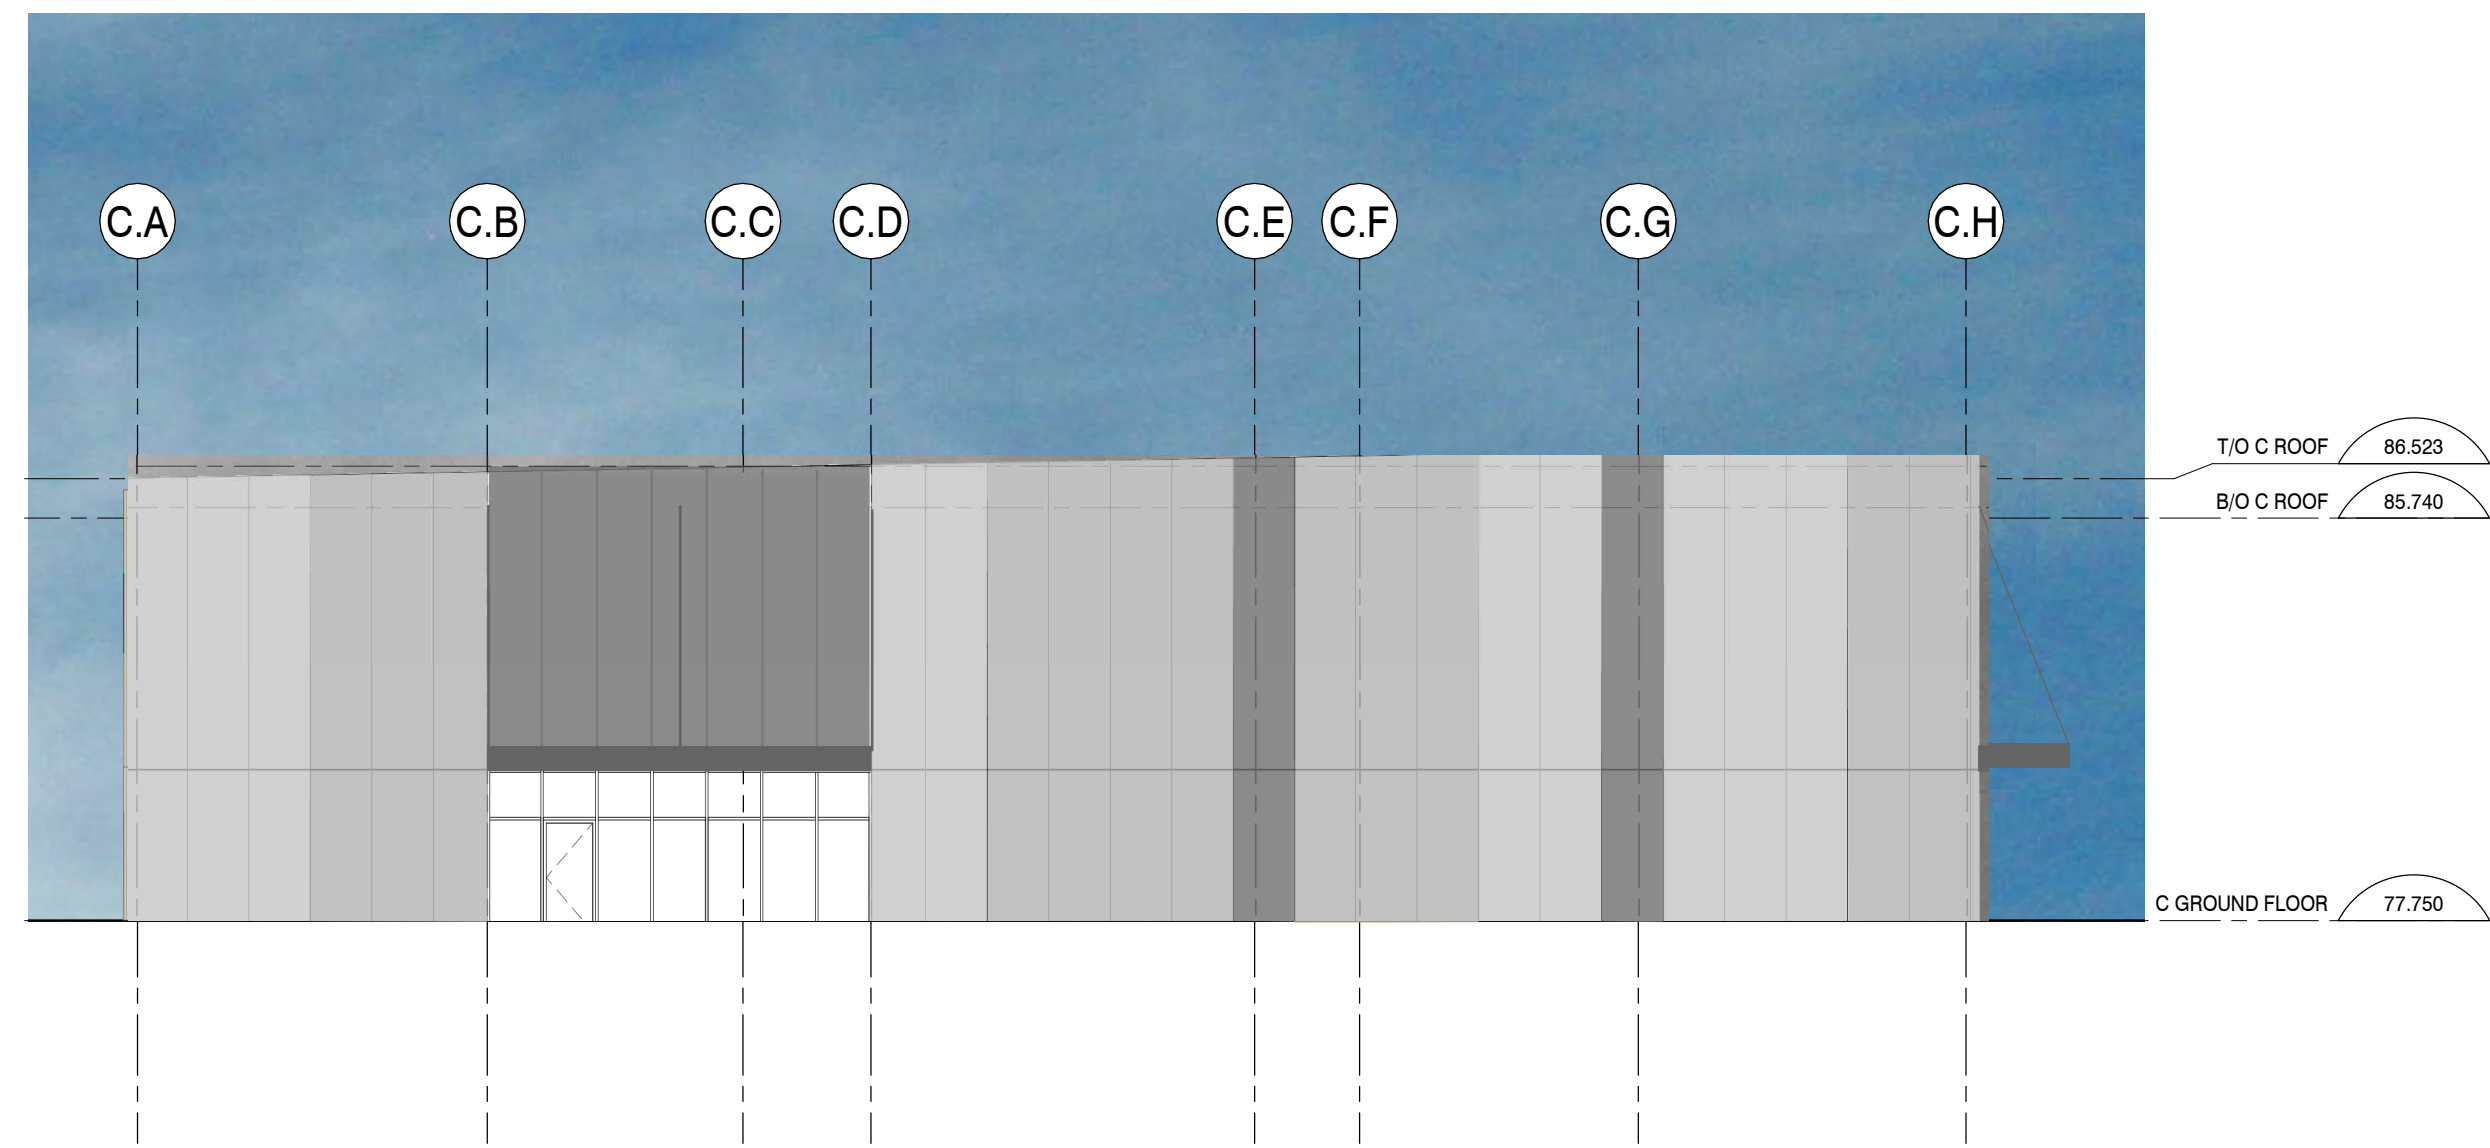 C.A C.B C.C C.D C.E C.F C.G C.H
T/O C ROOF 86.523
B/O C ROOF 85.740
C GROUND FLOOR 77.750